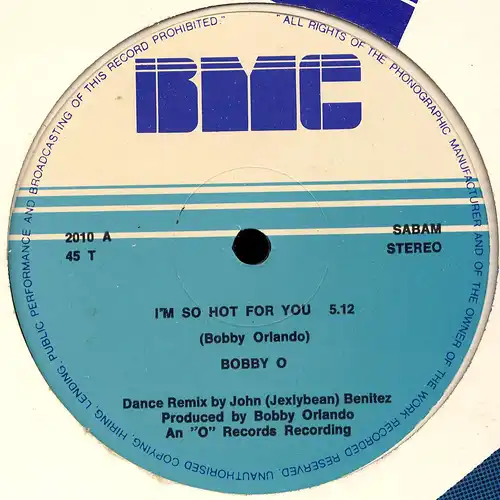 " ALL RIGHTS OF THE PHONOGRAPHIC MANUFACTURER AND OF THE OWNER OF THE WORK RECORDED RESERVED. UNAUTHORISED COPYING, HIRING, LENDING, PUBLIC PERFORMANCE AND BROADCASTING OF THIS RECORD PROHIBITED."
BMC
2010 A
45 T
SABAM
STEREO
I'M SO HOT FOR YOU 5.12
(Bobby Orlando)
BOBBY O
Dance Remix by John (Jexlybean) Benitez
Produced by Bobby Orlando
An "O" Records Recording